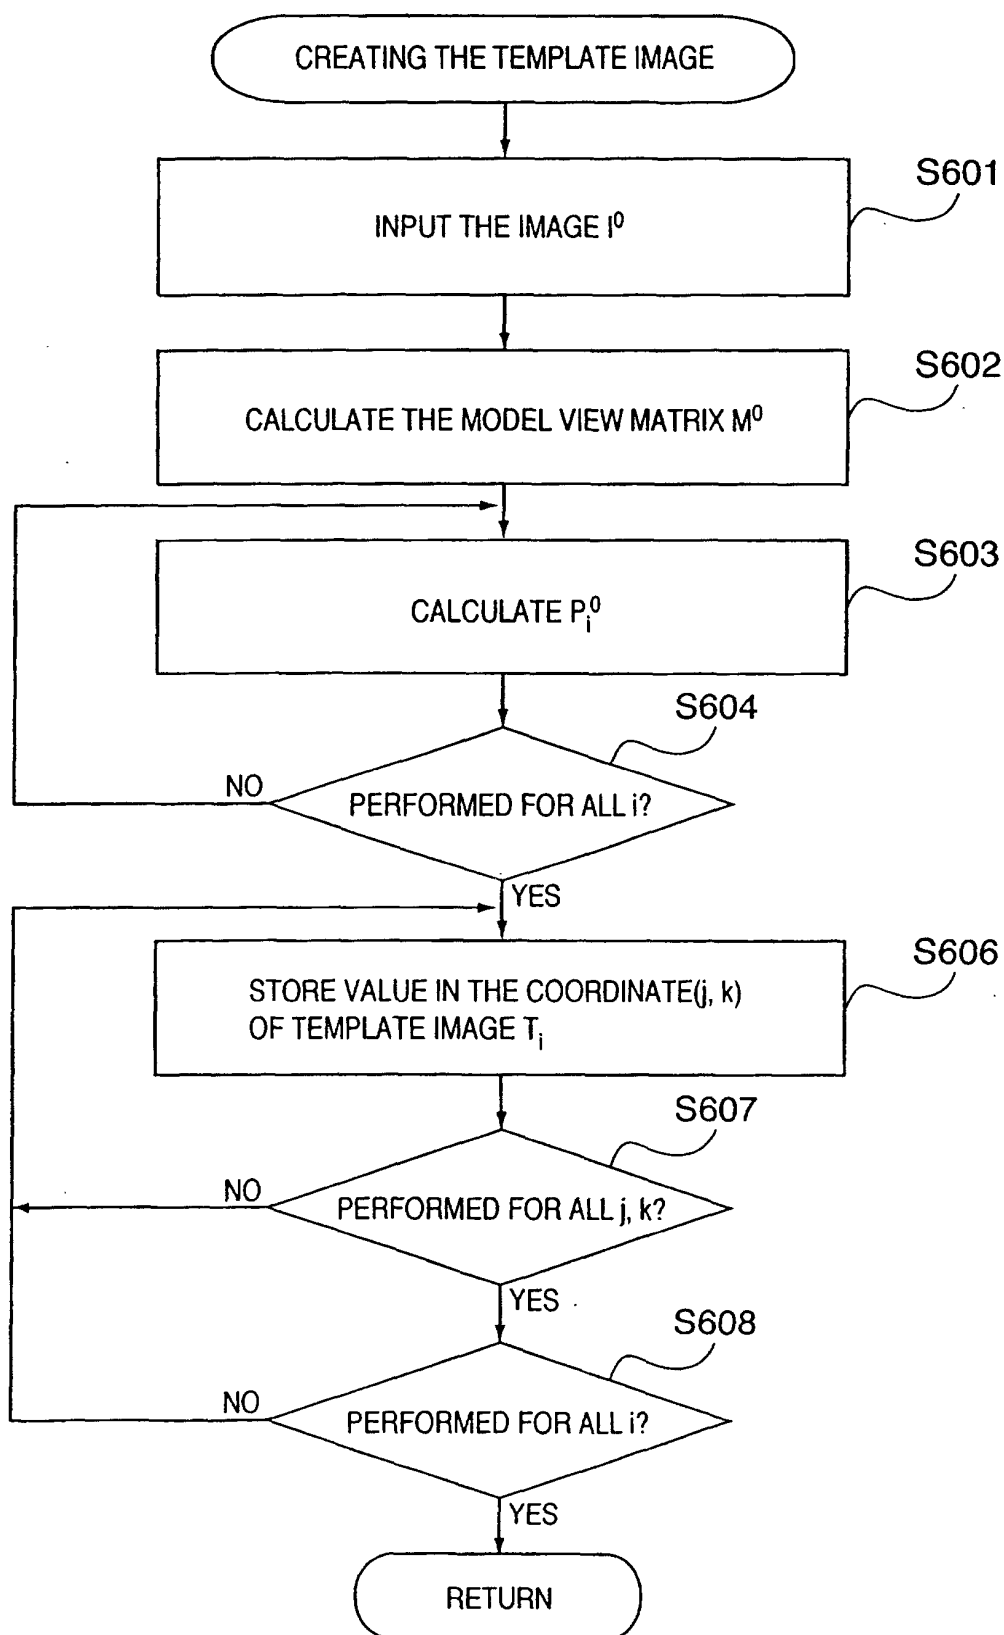 CREATING THE TEMPLATE IMAGE
S601
INPUT THE IMAGE I⁰
S602
CALCULATE THE MODEL VIEW MATRIX M⁰
S603
CALCULATE Pᵢ⁰
S604
NO
PERFORMED FOR ALL i?
YES
S606
STORE VALUE IN THE COORDINATE(j, k)
OF TEMPLATE IMAGE Tᵢ
S607
NO
PERFORMED FOR ALL j, k?
YES
S608
NO
PERFORMED FOR ALL i?
YES
RETURN